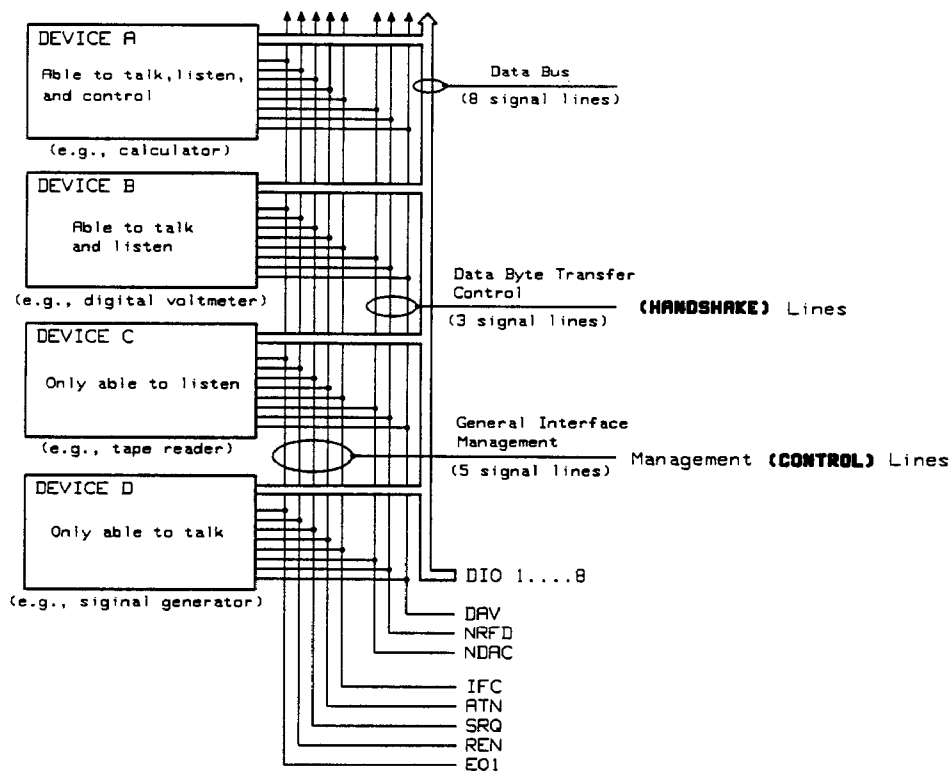 DEVICE A
Able to talk, listen,
and control
(e.g., calculator)
Data Bus
(8 signal lines)
DEVICE B
Able to talk
and listen
(e.g., digital voltmeter)
Data Byte Transfer
Control
(3 signal lines)
(HANDSHAKE) Lines
DEVICE C
Only able to listen
(e.g., tape reader)
General Interface
Management
(5 signal lines)
Management (CONTROL) Lines
DEVICE D
Only able to talk
(e.g., siginal generator)
DIO 1....8
DAV
NRFD
NDAC
IFC
ATN
SRQ
REN
EO1